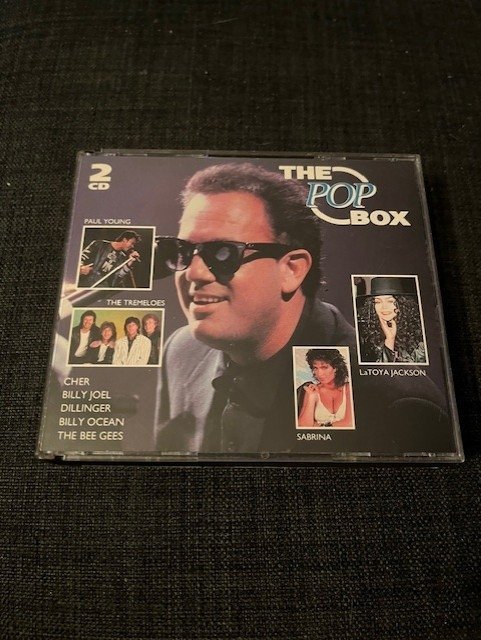 2
CD
THE
POP
BOX
PAUL YOUNG
THE TREMELOES
LaTOYA JACKSON
SABRINA
CHER
BILLY JOEL
DILLINGER
BILLY OCEAN
THE BEE GEES